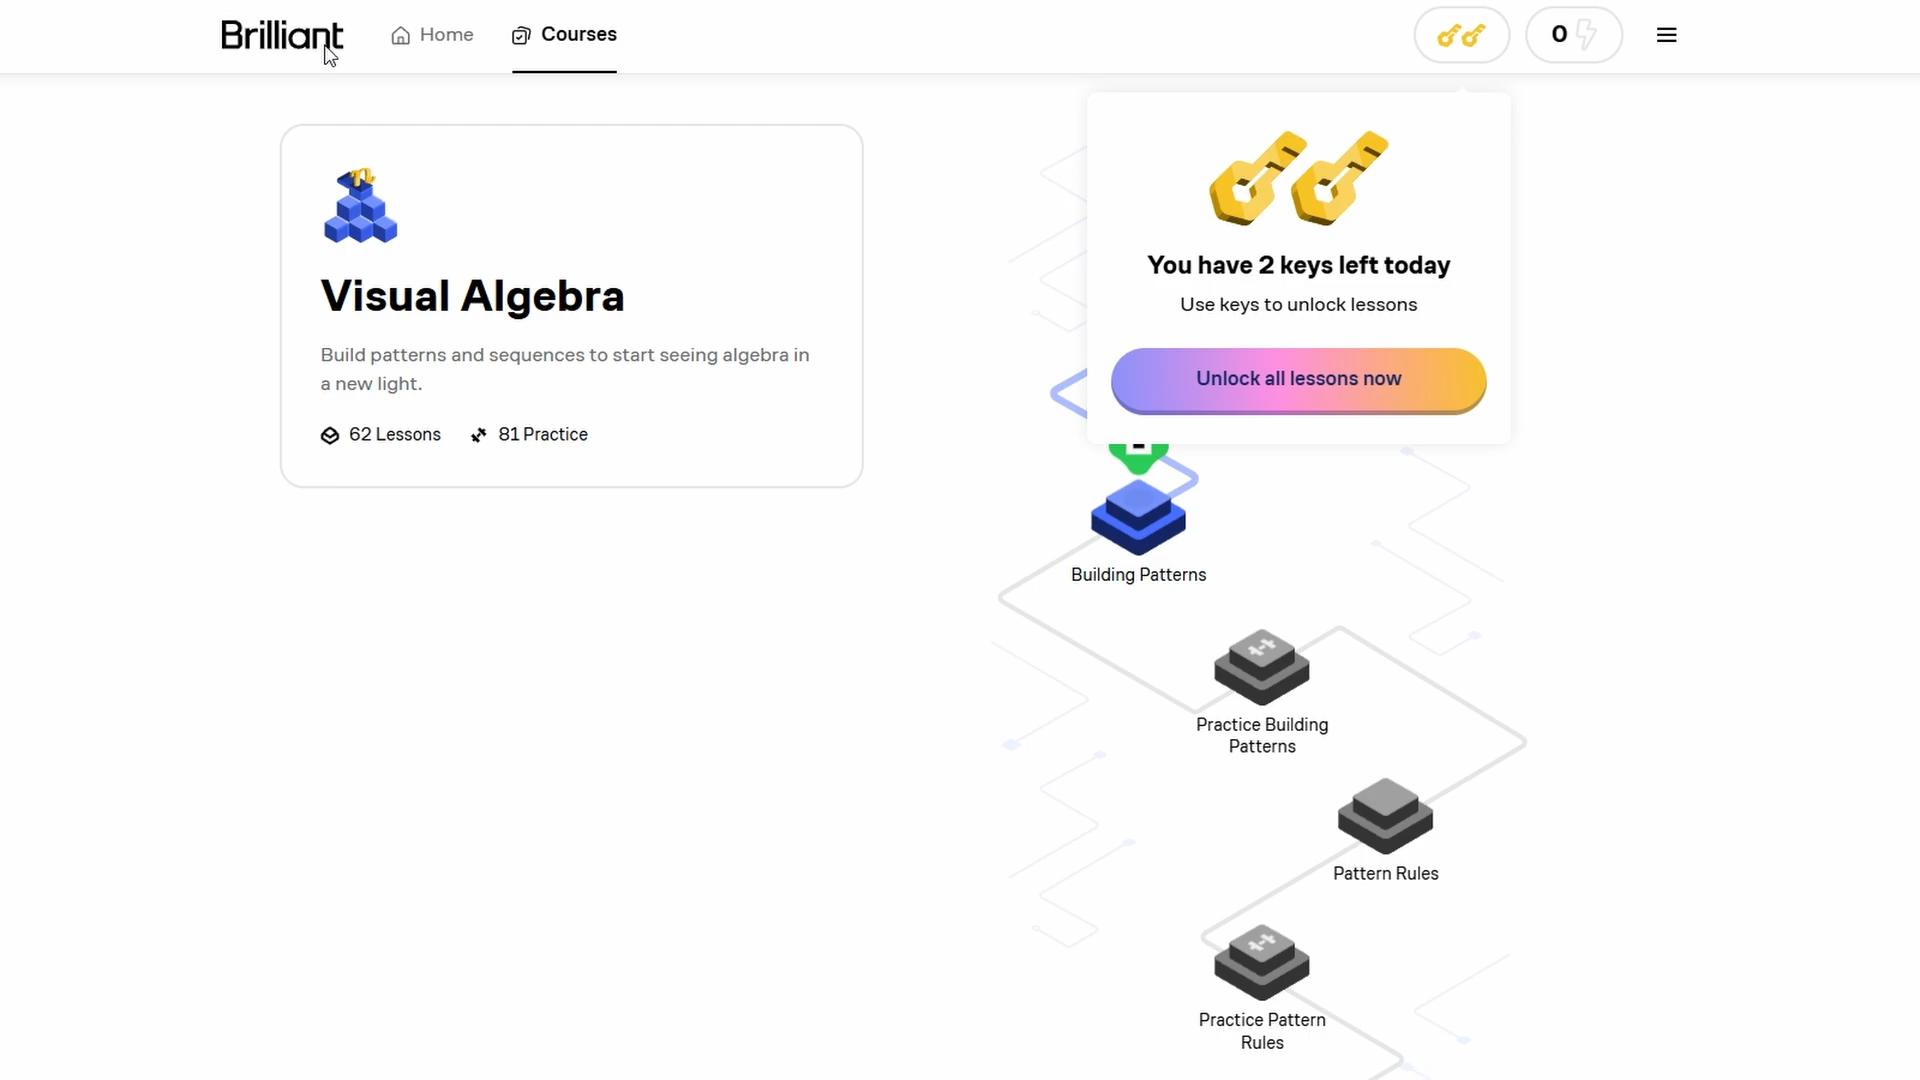 Brilliant
Home
Courses
0
Visual Algebra
Build patterns and sequences to start seeing algebra in
a new light.
62 Lessons
81 Practice
You have 2 keys left today
Use keys to unlock lessons
Unlock all lessons now
Building Patterns
Practice Building
Patterns
Pattern Rules
Practice Pattern
Rules